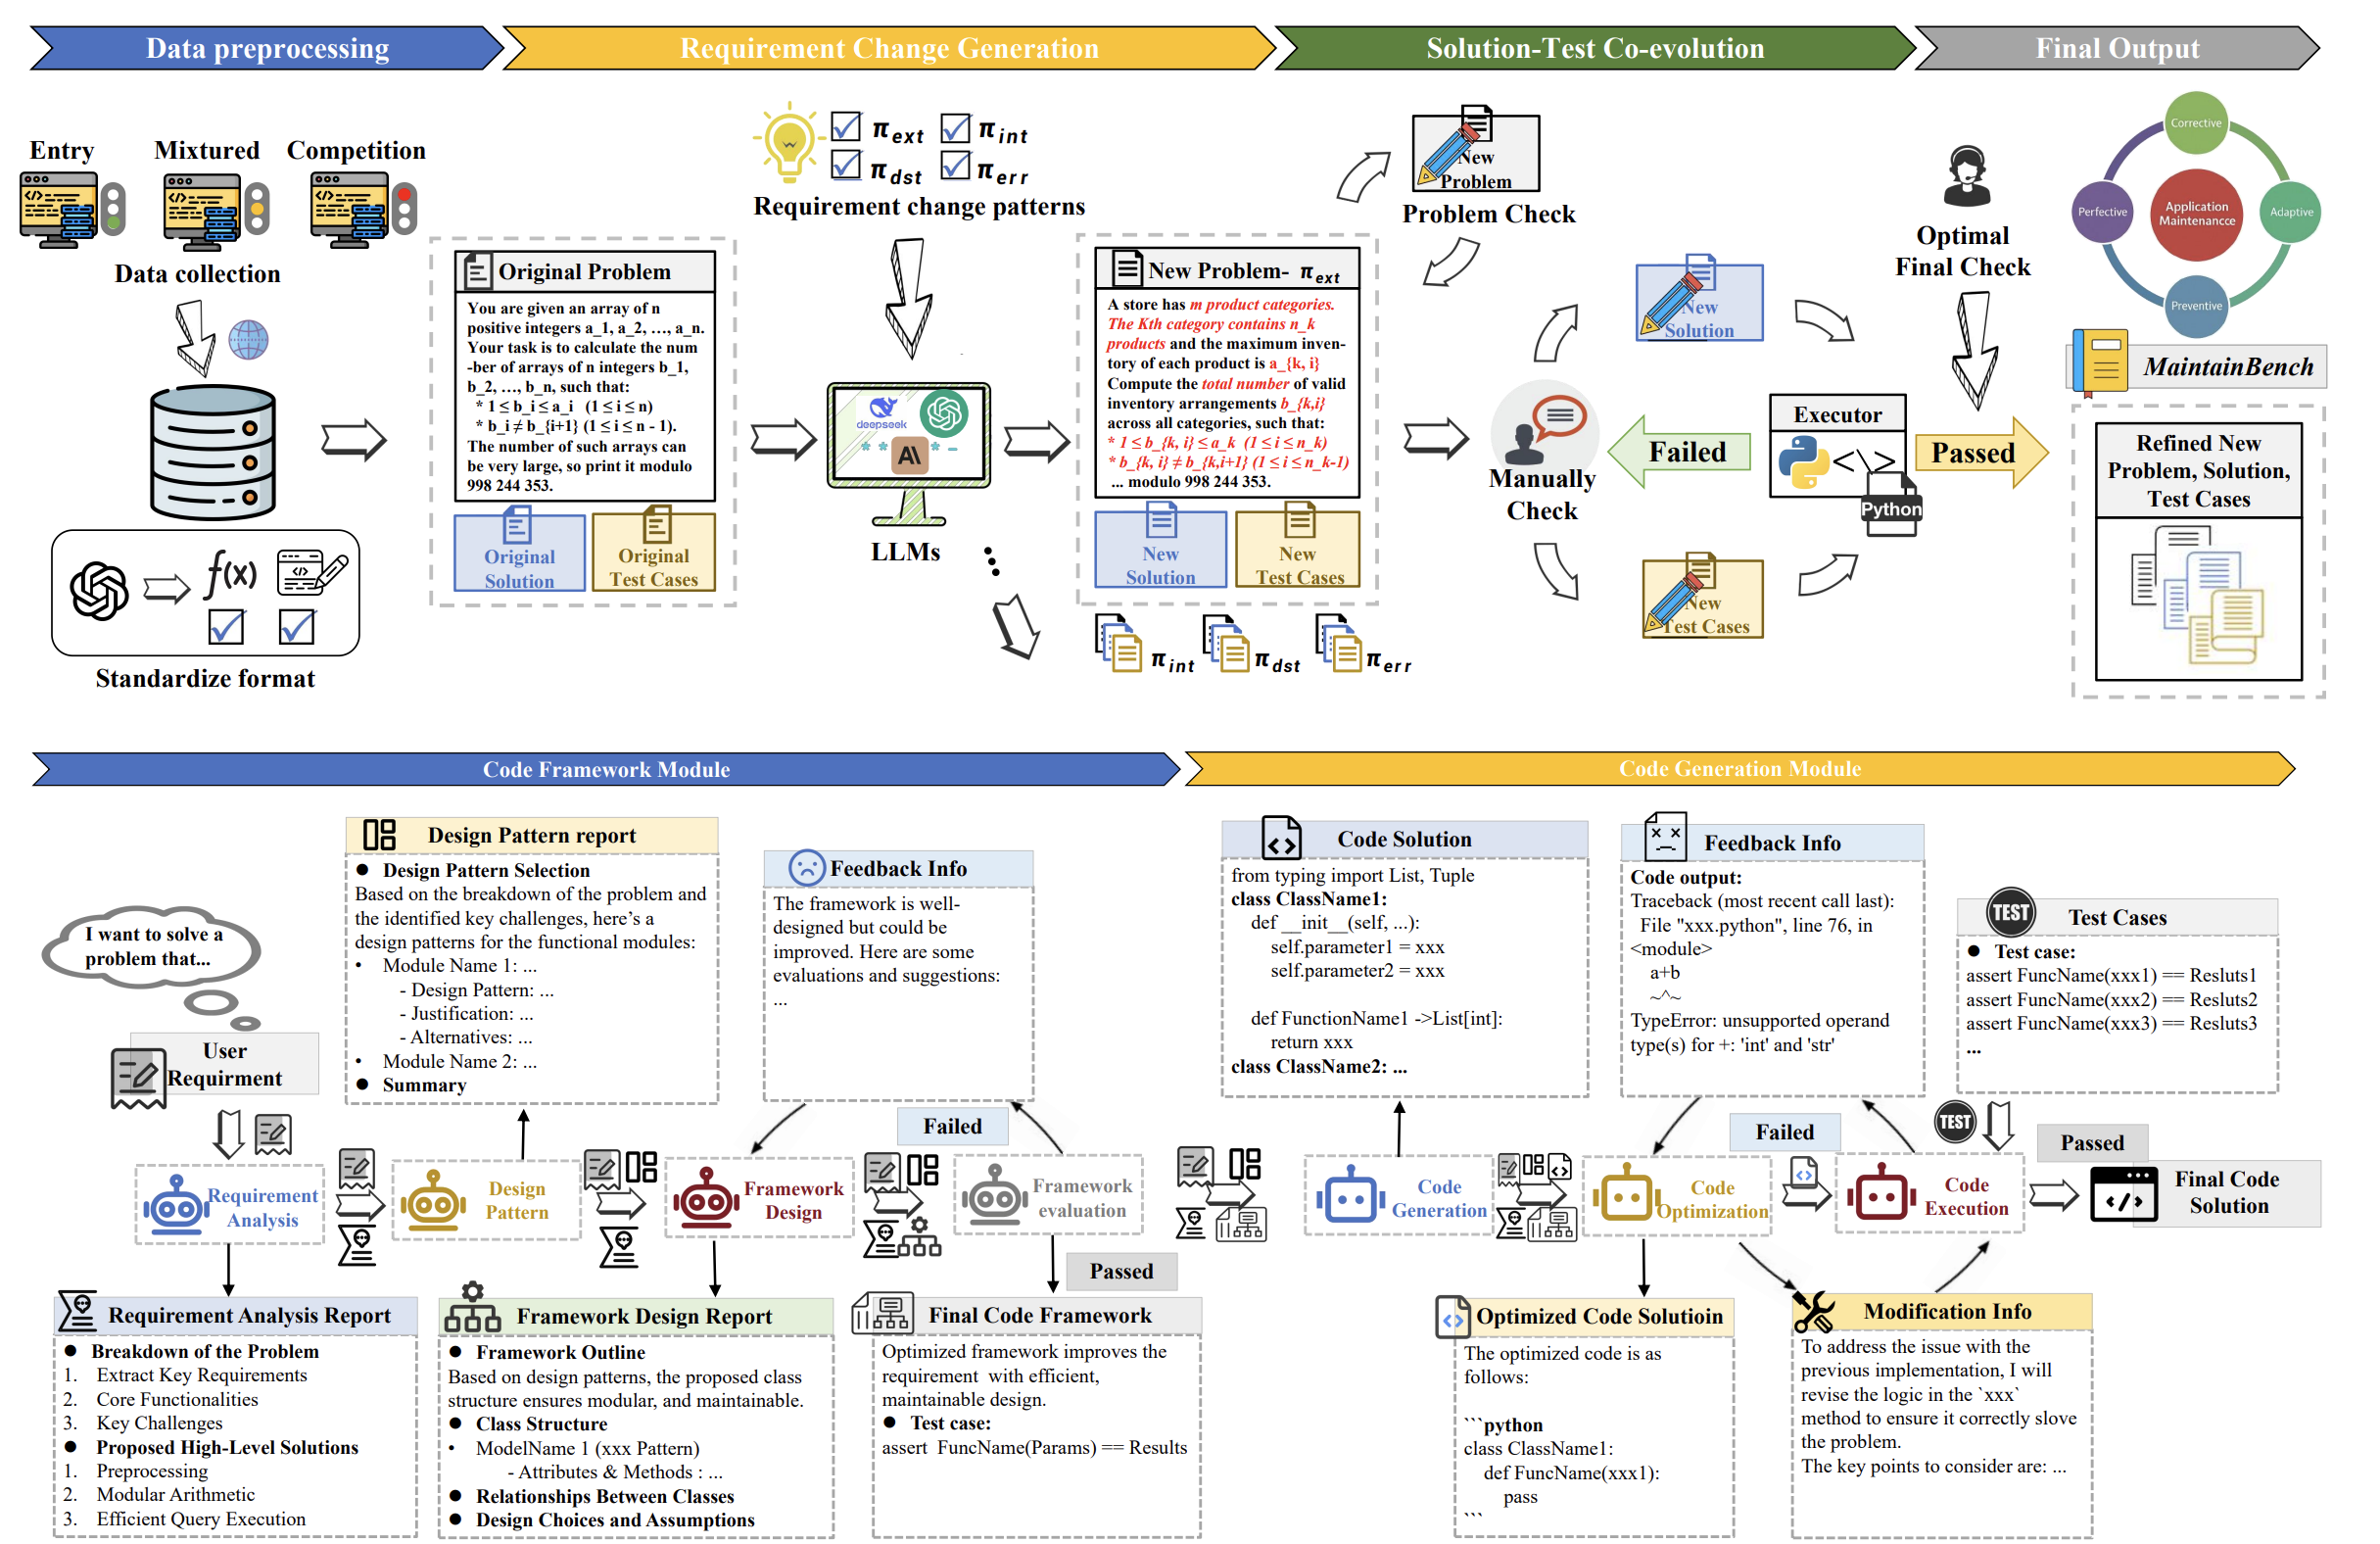 Data preprocessing
Requirement Change Generation
Solution-Test Co-evolution
Final Output
Entry
Mixtured
Competition
Data collection
Standardize format
f(x)
Original Problem
You are given an array of n
positive integers a_1, a_2, …, a_n.
Your task is to calculate the num
-ber of arrays of n integers b_1,
b_2, …, b_n, such that:
* 1 ≤ b_i ≤ a_i (1 ≤ i ≤ n)
* b_i ≠ b_{i+1} (1 ≤ i ≤ n - 1).
The number of such arrays can
be very large, so print it modulo
998 244 353.
Original
Solution
Original
Test Cases
π_ext
π_int
π_dst
π_err
Requirement change patterns
deepseek
A\
LLMs
New Problem- π_ext
A store has m product categories.
The Kth category contains n_k
products and the maximum inven-
tory of each product is a_{k, i}
Compute the total number of valid
inventory arrangements b_{k,i}
across all categories, such that:
* 1 ≤ b_{k, i} ≤ a_k (1 ≤ i ≤ n_k)
* b_{k, i} ≠ b_{k,i+1} (1 ≤ i ≤ n_k-1)
... modulo 998 244 353.
New
Solution
New
Test Cases
π_int
π_dst
π_err
New
Problem
Problem Check
Manually
Check
New
Solution
New
Test Cases
Failed
Executor
< \ >
Python
Passed
Optimal
Final Check
Corrective
Perfective
Application
Maintenancce
Adaptive
Preventive
MaintainBench
Refined New
Problem, Solution,
Test Cases
Code Framework Module
Code Generation Module
I want to solve a
problem that...
User
Requirment
Design Pattern report
● Design Pattern Selection
Based on the breakdown of the problem and
the identified key challenges, here's a
design patterns for the functional modules:
• Module Name 1: ...
- Design Pattern: ...
- Justification: ...
- Alternatives: ...
• Module Name 2: ...
● Summary
Feedback Info
The framework is well-
designed but could be
improved. Here are some
evaluations and suggestions:
...
Failed
Requirement
Analysis
Design
Pattern
Framework
Design
Framework
evaluation
Passed
Requirement Analysis Report
● Breakdown of the Problem
1. Extract Key Requirements
2. Core Functionalities
3. Key Challenges
● Proposed High-Level Solutions
1. Preprocessing
2. Modular Arithmetic
3. Efficient Query Execution
Framework Design Report
● Framework Outline
Based on design patterns, the proposed class
structure ensures modular, and maintainable.
● Class Structure
• ModelName 1 (xxx Pattern)
- Attributes & Methods : ...
● Relationships Between Classes
● Design Choices and Assumptions
Final Code Framework
Optimized framework improves the
requirement with efficient,
maintainable design.
● Test case:
assert FuncName(Params) == Results
Code Solution
from typing import List, Tuple
class ClassName1:
def __init__(self, ...):
self.parameter1 = xxx
self.parameter2 = xxx
def FunctionName1 ->List[int]:
return xxx
class ClassName2: ...
Feedback Info
Code output:
Traceback (most recent call last):
File "xxx.python", line 76, in
<module>
a+b
~^~
TypeError: unsupported operand
type(s) for +: 'int' and 'str'
TEST
Test Cases
● Test case:
assert FuncName(xxx1) == Resluts1
assert FuncName(xxx2) == Resluts2
assert FuncName(xxx3) == Resluts3
...
Failed
TEST
Passed
Code
Generation
Code
Optimization
Code
Execution
Final Code
Solution
Optimized Code Solutioin
The optimized code is as
follows:
```python
class ClassName1:
def FuncName(xxx1):
pass
```
Modification Info
To address the issue with the
previous implementation, I will
revise the logic in the `xxx`
method to ensure it correctly slove
the problem.
The key points to consider are: ...